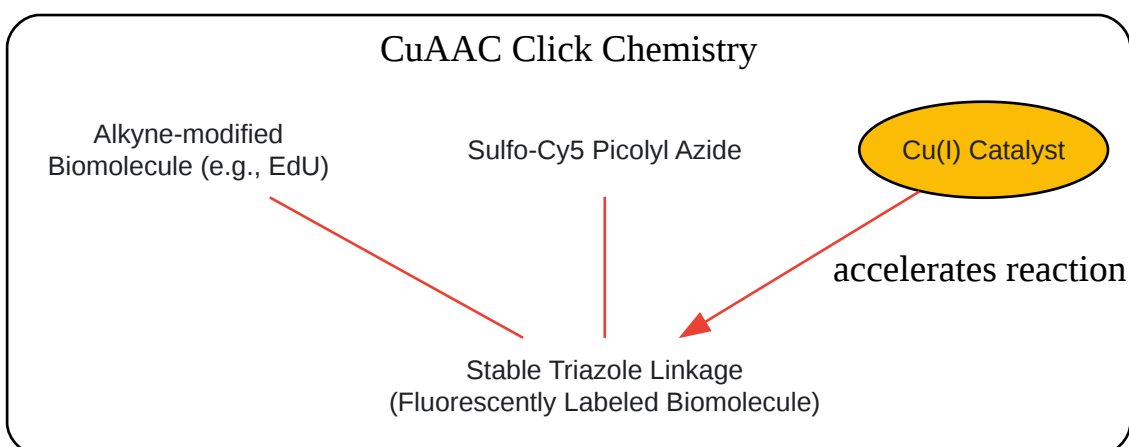 CuAAC Click Chemistry
Alkyne-modified
Biomolecule (e.g., EdU)
Sulfo-Cy5 Picolyl Azide
Cu(I) Catalyst
accelerates reaction
Stable Triazole Linkage
(Fluorescently Labeled Biomolecule)